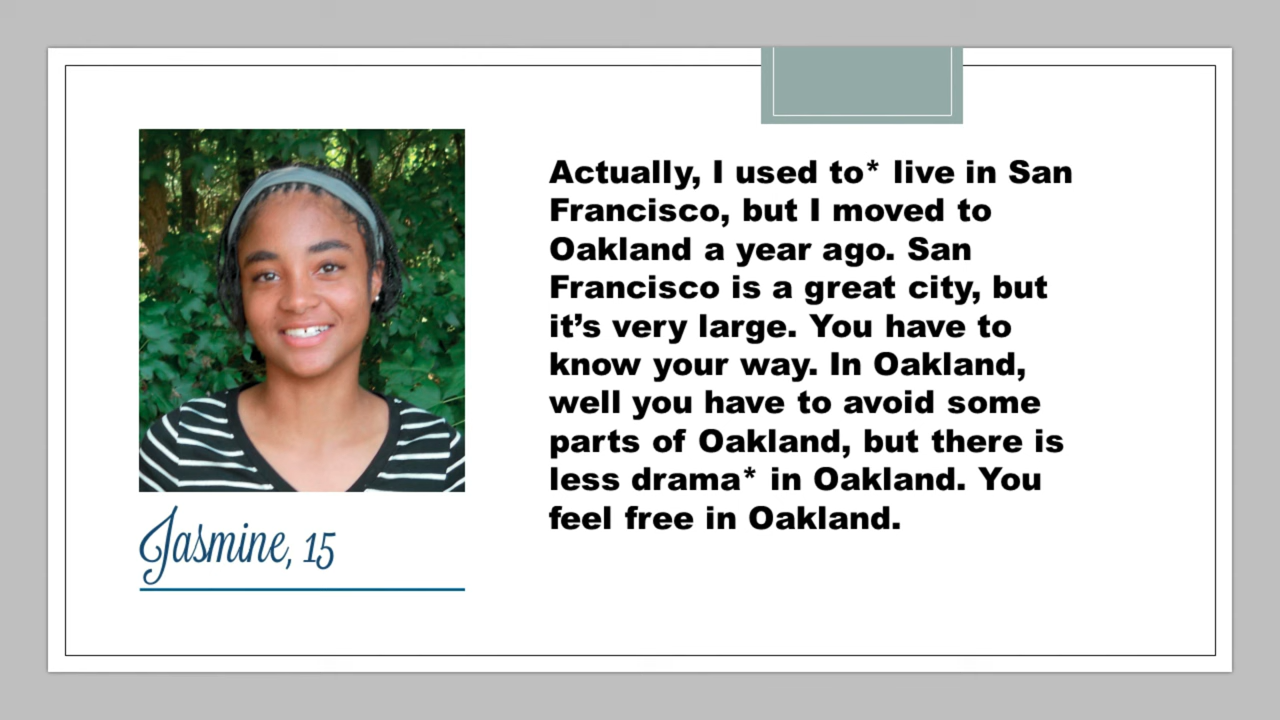 Actually, I used to* live in San
Francisco, but I moved to
Oakland a year ago. San
Francisco is a great city, but
it’s very large. You have to
know your way. In Oakland,
well you have to avoid some
parts of Oakland, but there is
less drama* in Oakland. You
feel free in Oakland.
Jasmine, 15